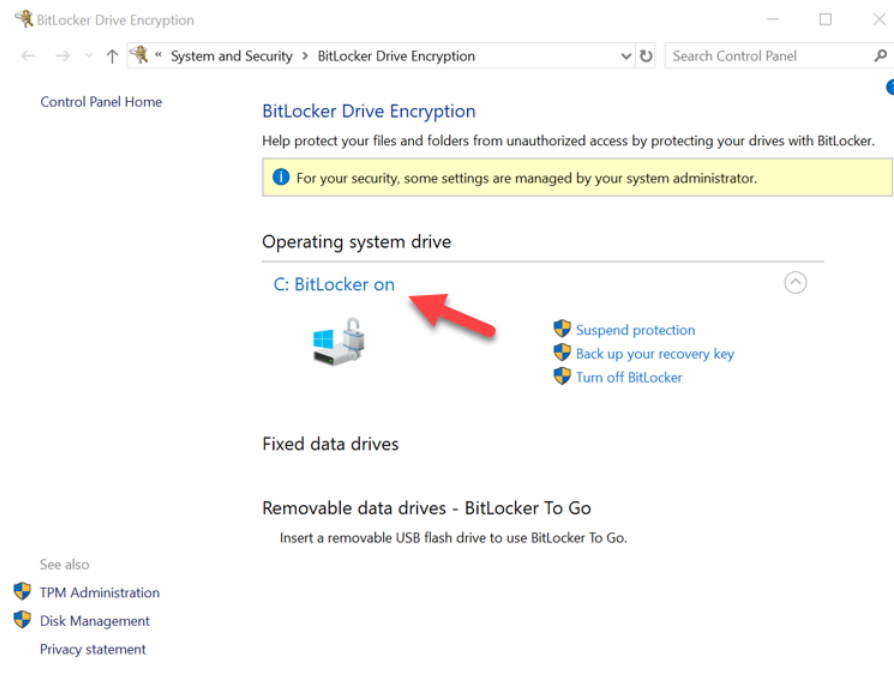 BitLocker Drive Encryption
« System and Security > BitLocker Drive Encryption
Search Control Panel
Control Panel Home
BitLocker Drive Encryption
Help protect your files and folders from unauthorized access by protecting your drives with BitLocker.
For your security, some settings are managed by your system administrator.
Operating system drive
C: BitLocker on
Suspend protection
Back up your recovery key
Turn off BitLocker
Fixed data drives
Removable data drives - BitLocker To Go
Insert a removable USB flash drive to use BitLocker To Go.
See also
TPM Administration
Disk Management
Privacy statement